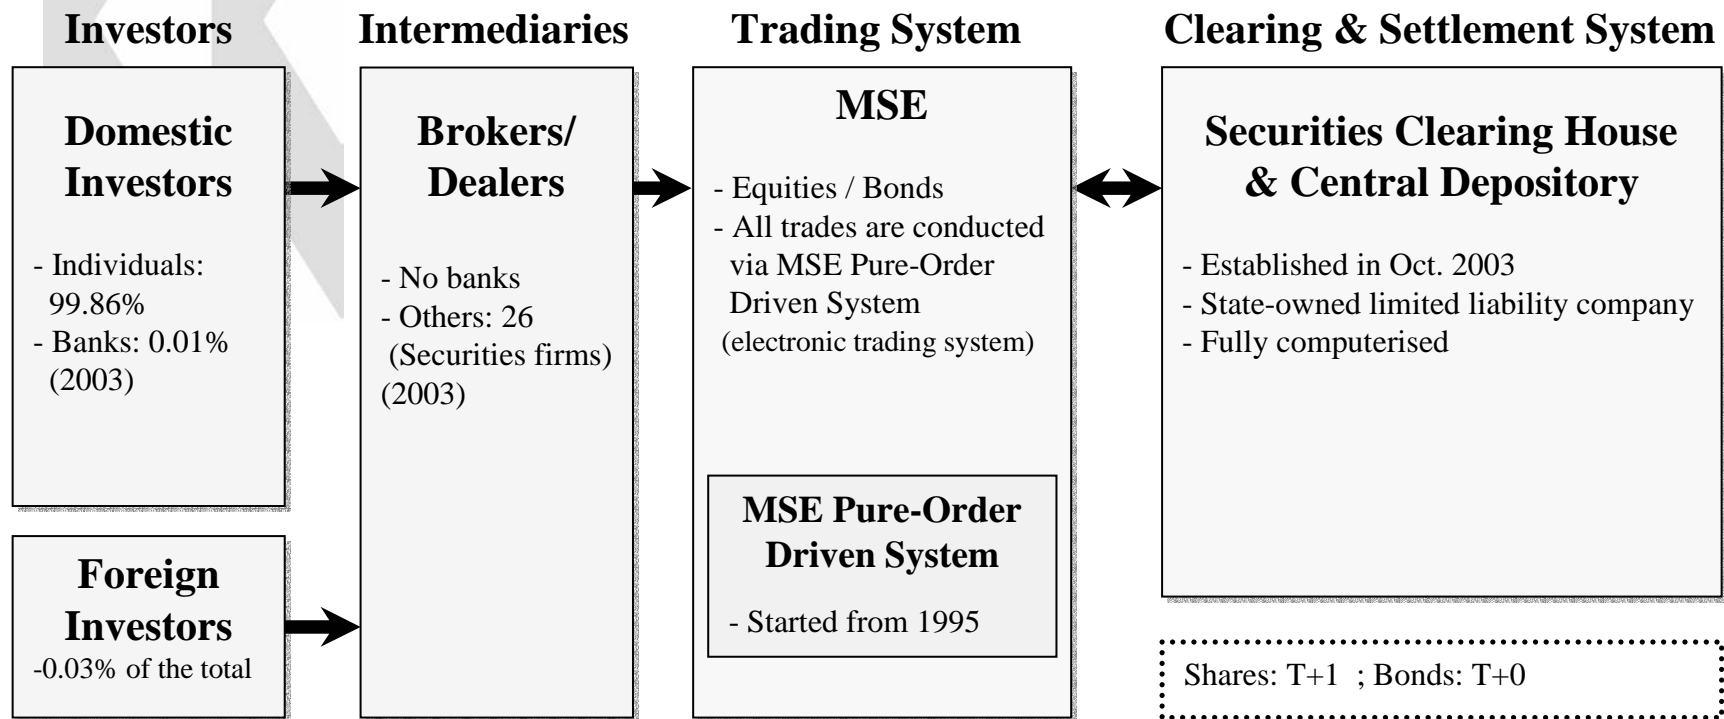 Investors
Domestic
Investors
- Individuals:
99.86%
- Banks: 0.01%
(2003)
Foreign
Investors
-0.03% of the total
Intermediaries
Brokers/
Dealers
- No banks
- Others: 26
(Securities firms)
(2003)
Trading System
MSE
- Equities / Bonds
- All trades are conducted
via MSE Pure-Order
Driven System
(electronic trading system)
MSE Pure-Order
Driven System
- Started from 1995
Clearing & Settlement System
Securities Clearing House
& Central Depository
- Established in Oct. 2003
- State-owned limited liability company
- Fully computerised
Shares: T+1 ; Bonds: T+0